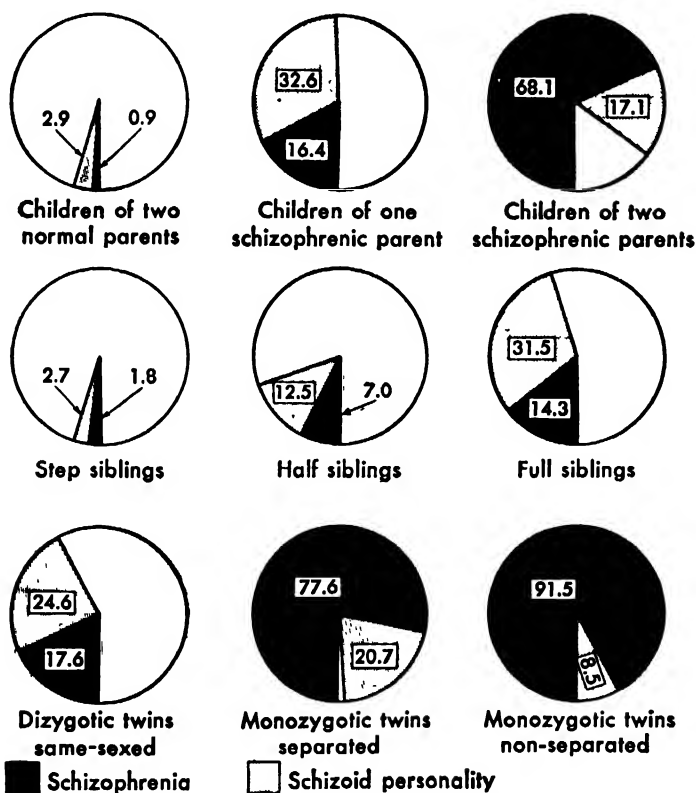 2.9 0.9
Children of two
normal parents
32.6
16.4
Children of one
schizophrenic parent
68.1
17.1
Children of two
schizophrenic parents
2.7 1.8
Step siblings
12.5 7.0
Half siblings
31.5
14.3
Full siblings
24.6
17.6
Dizygotic twins
same-sexed
77.6
20.7
Monozygotic twins
separated
91.5
8.5
Monozygotic twins
non-separated
Schizophrenia Schizoid personality